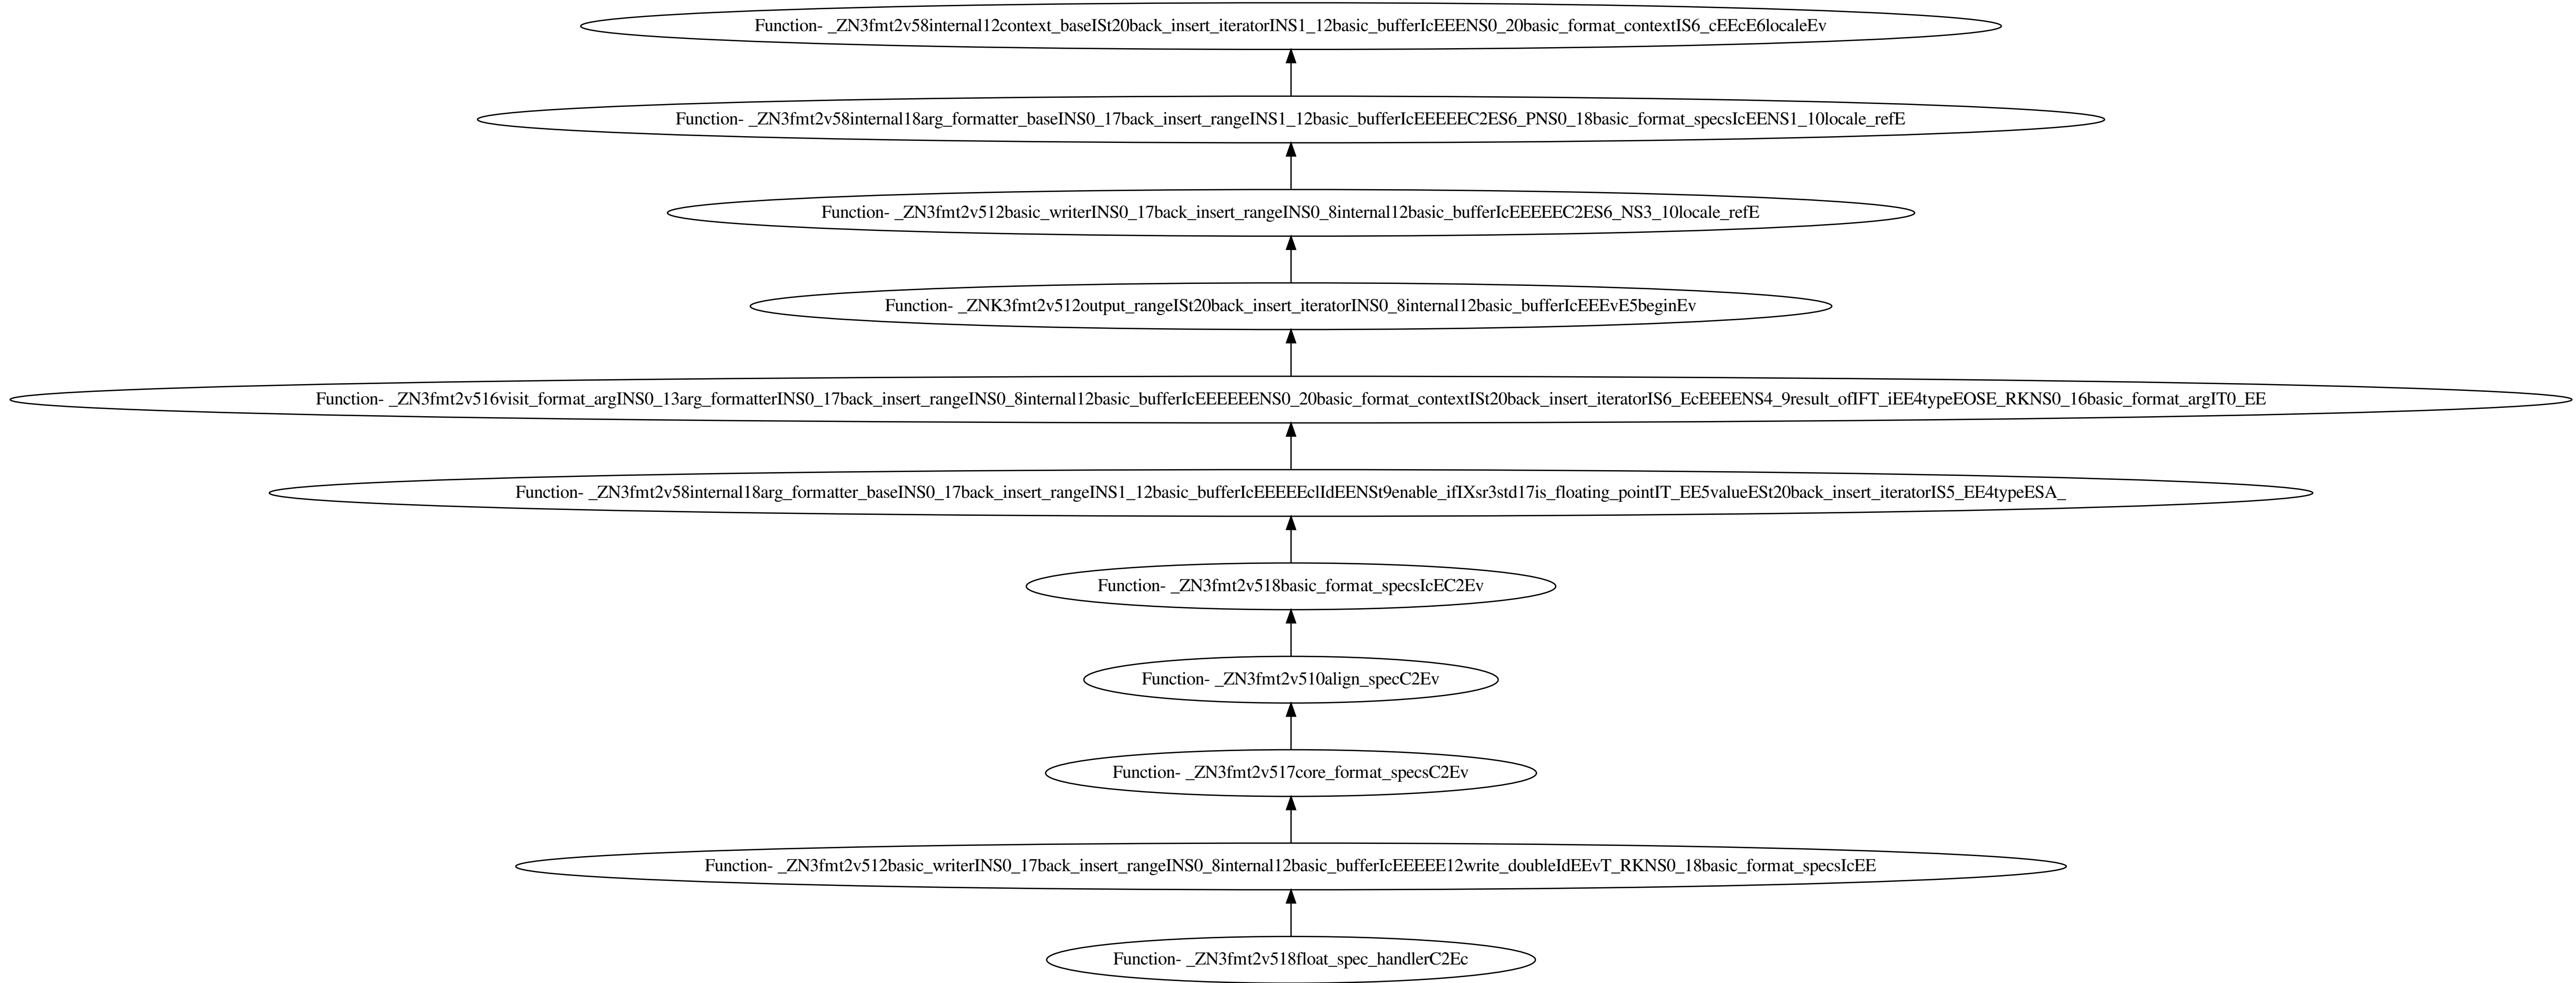 Function- _ZN3fmt2v58internal12context_baseISt20back_insert_iteratorINS1_12basic_bufferIcEEENS0_20basic_format_contextIS6_cEEcE6localeEv
Function- _ZN3fmt2v58internal18arg_formatter_baseINS0_17back_insert_rangeINS1_12basic_bufferIcEEEEEC2ES6_PNS0_18basic_format_specsIcEENS1_10locale_refE
Function- _ZN3fmt2v512basic_writerINS0_17back_insert_rangeINS0_8internal12basic_bufferIcEEEEEC2ES6_NS3_10locale_refE
Function- _ZNK3fmt2v512output_rangeISt20back_insert_iteratorINS0_8internal12basic_bufferIcEEEvE5beginEv
Function- _ZN3fmt2v516visit_format_argINS0_13arg_formatterINS0_17back_insert_rangeINS0_8internal12basic_bufferIcEEEEEENS0_20basic_format_contextISt20back_insert_iteratorIS6_EcEEEENS4_9result_ofIFT_iEE4typeEOSE_RKNS0_16basic_format_argIT0_EE
Function- _ZN3fmt2v58internal18arg_formatter_baseINS0_17back_insert_rangeINS1_12basic_bufferIcEEEEEclIdEENSt9enable_ifIXsr3std17is_floating_pointIT_EE5valueESt20back_insert_iteratorIS5_EE4typeESA_
Function- _ZN3fmt2v518basic_format_specsIcEC2Ev
Function- _ZN3fmt2v510align_specC2Ev
Function- _ZN3fmt2v517core_format_specsC2Ev
Function- _ZN3fmt2v512basic_writerINS0_17back_insert_rangeINS0_8internal12basic_bufferIcEEEEE12write_doubleIdEEvT_RKNS0_18basic_format_specsIcEE
Function- _ZN3fmt2v518float_spec_handlerC2Ec